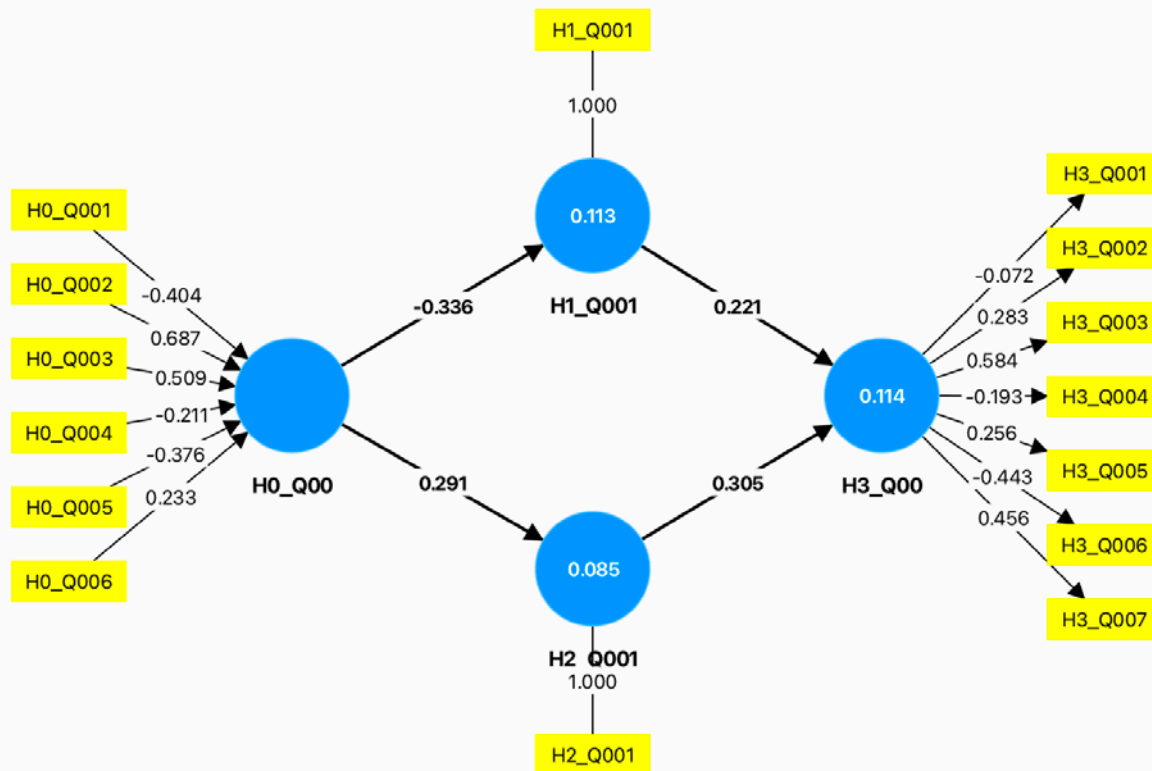 H1_Q001
1.000
H3_Q001
H0_Q001
0.113
H3_Q002
-0.072
H0_Q002
-0.404
H1_Q001
-0.336
0.221
0.283
H3_Q003
0.687
H0_Q003
0.509
0.584
0.114
-0.193
H3_Q004
-0.211
H0_Q004
0.256
-0.376
H3_Q005
H0_Q00
0.291
0.305
H3_Q00
-0.443
0.233
H0_Q005
0.456
H3_Q006
0.085
H0_Q006
H3_Q007
H2_Q001
1.000
H2_Q001